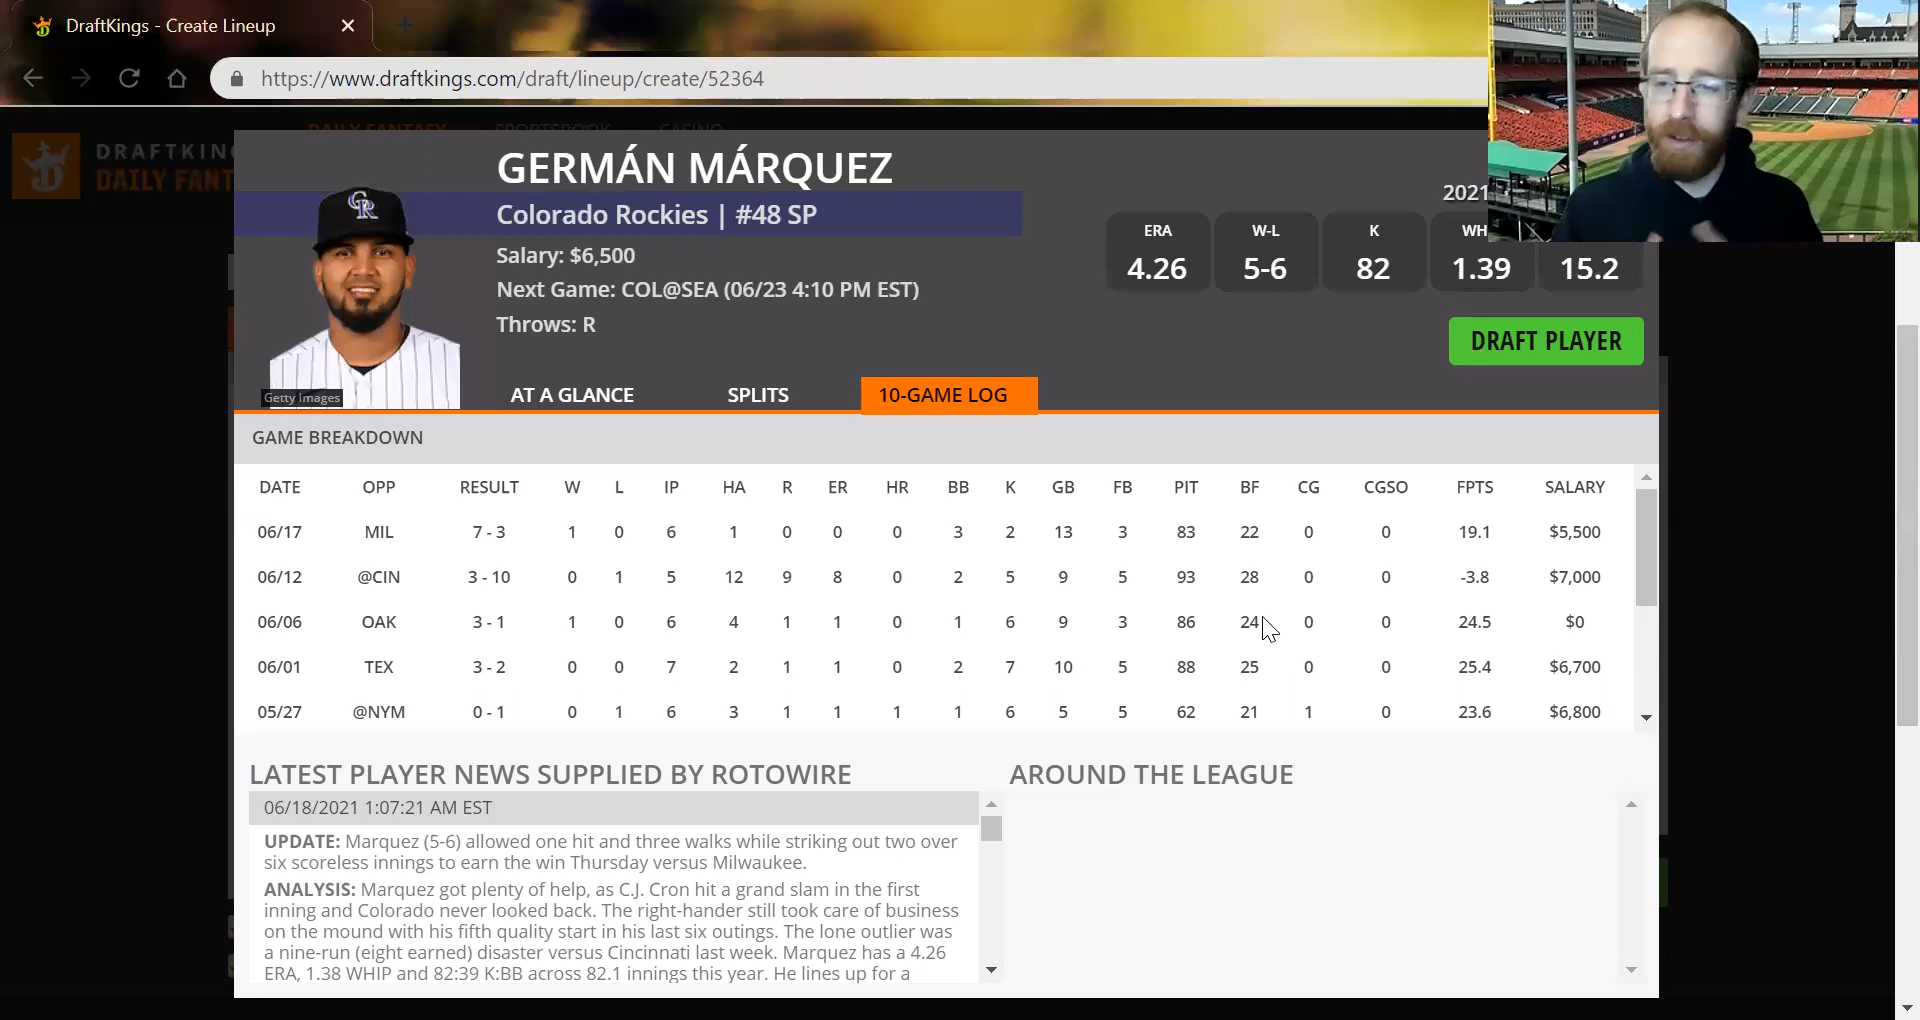 DraftKings - Create Lineup
https://www.draftkings.com/draft/lineup/create/52364
DAILY FANTASY SPORTSBOOK CASINO
DRAFTKIN
DAILY FANT
GERMÁN MÁRQUEZ
Colorado Rockies | #48 SP
Salary: $6,500
Next Game: COL@SEA (06/23 4:10 PM EST)
Throws: R
2021
ERA W-L K WH
4.26 5-6 82 1.39 15.2
DRAFT PLAYER
CR
Getty Images
AT A GLANCE SPLITS 10-GAME LOG
GAME BREAKDOWN
DATE OPP RESULT W L IP HA R ER HR BB K GB FB PIT BF CG CGSO FPTS SALARY
06/17 MIL 7 - 3 1 0 6 1 0 0 0 3 2 13 3 83 22 0 0 19.1 $5,500
06/12 @CIN 3 - 10 0 1 5 12 9 8 0 2 5 9 5 93 28 0 0 -3.8 $7,000
06/06 OAK 3 - 1 1 0 6 4 1 1 0 1 6 9 3 86 24 0 0 24.5 $0
06/01 TEX 3 - 2 0 0 7 2 1 1 0 2 7 10 5 88 25 0 0 25.4 $6,700
05/27 @NYM 0 - 1 0 1 6 3 1 1 1 1 6 5 5 62 21 1 0 23.6 $6,800
LATEST PLAYER NEWS SUPPLIED BY ROTOWIRE
06/18/2021 1:07:21 AM EST
UPDATE: Marquez (5-6) allowed one hit and three walks while striking out two over
six scoreless innings to earn the win Thursday versus Milwaukee.
ANALYSIS: Marquez got plenty of help, as C.J. Cron hit a grand slam in the first
inning and Colorado never looked back. The right-hander still took care of business
on the mound with his fifth quality start in his last six outings. The lone outlier was
a nine-run (eight earned) disaster versus Cincinnati last week. Marquez has a 4.26
ERA, 1.38 WHIP and 82:39 K:BB across 82.1 innings this year. He lines up for a
AROUND THE LEAGUE